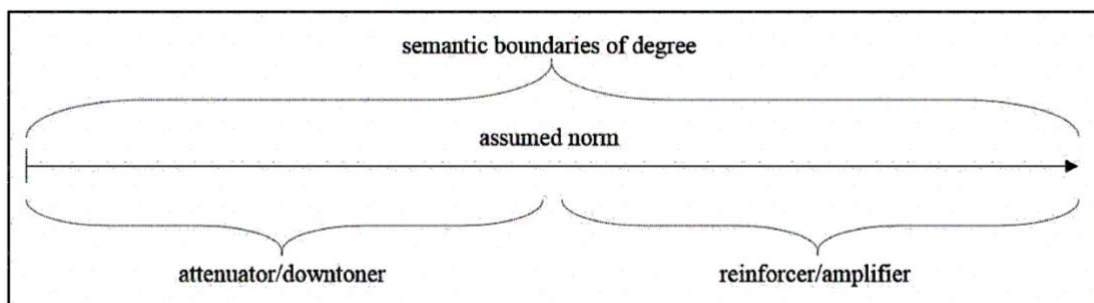 semantic boundaries of degree
assumed norm
attenuator/downtoner
reinforcer/amplifier